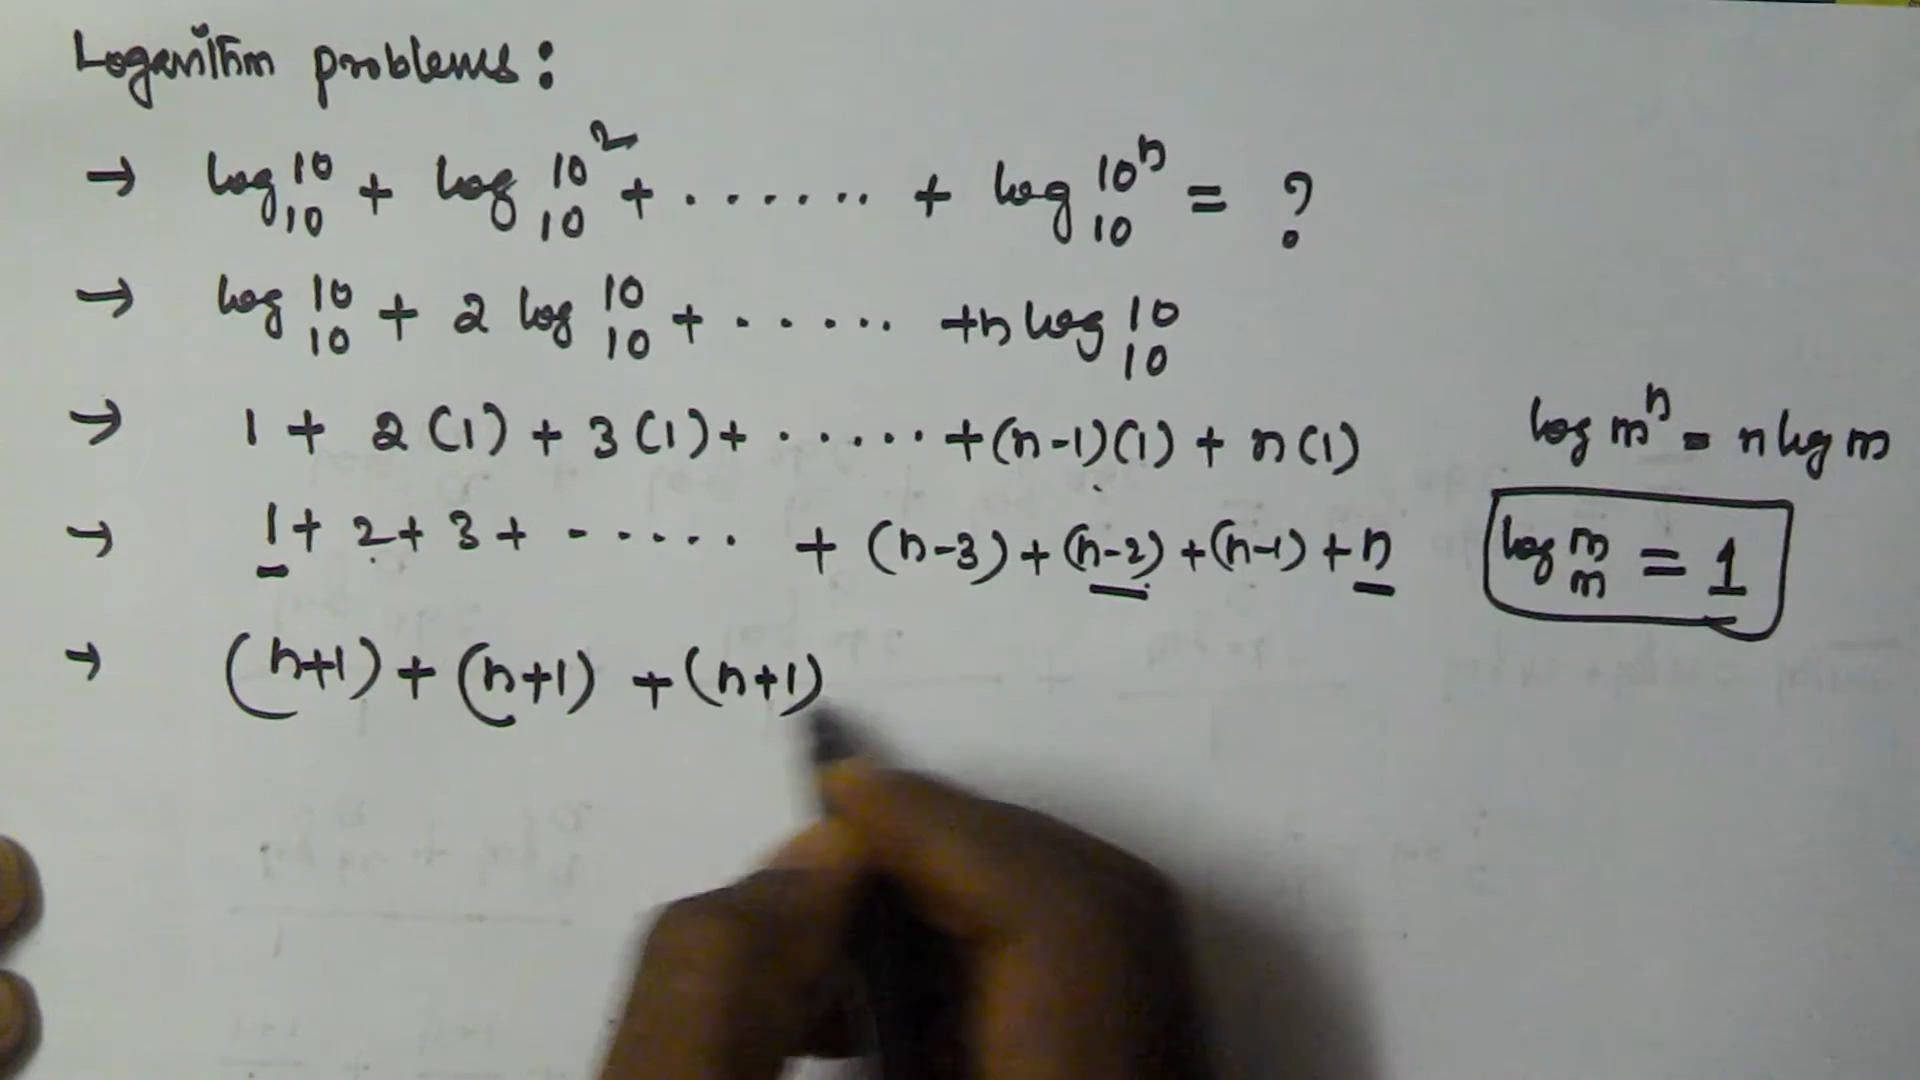 Logarithm problems:
→ log₁₀10 + log₁₀10² + ....... + log₁₀10ⁿ = ?
→ log₁₀10 + 2 log₁₀10 + ...... + n log₁₀10
→ 1 + 2(1) + 3(1) + ...... + (n-1)(1) + n(1)
log mⁿ = n log m
→ 1 + 2 + 3 + ...... + (n-3) + (n-2) + (n-1) + n
logₘm = 1
→ (n+1) + (n+1) + (n+1)